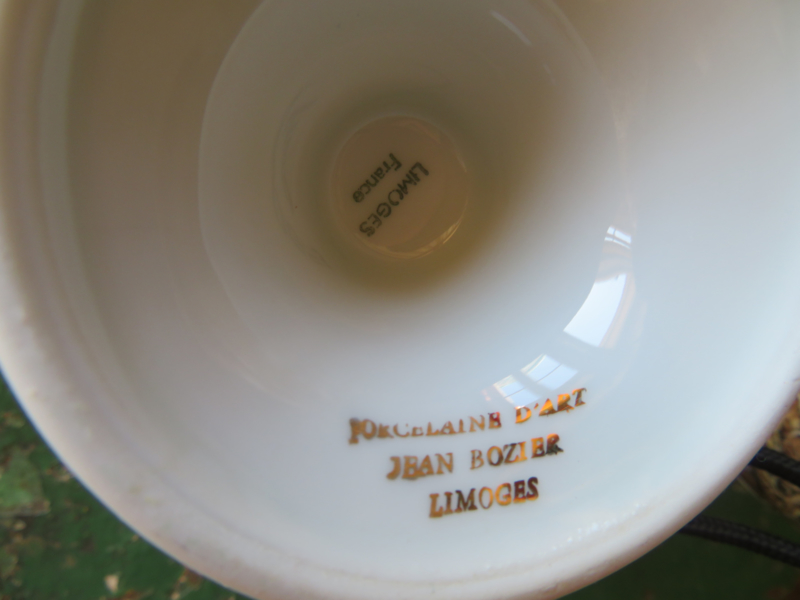 LIMOGES
France
PORCELAINE D'ART
JEAN BOZIER
LIMOGES